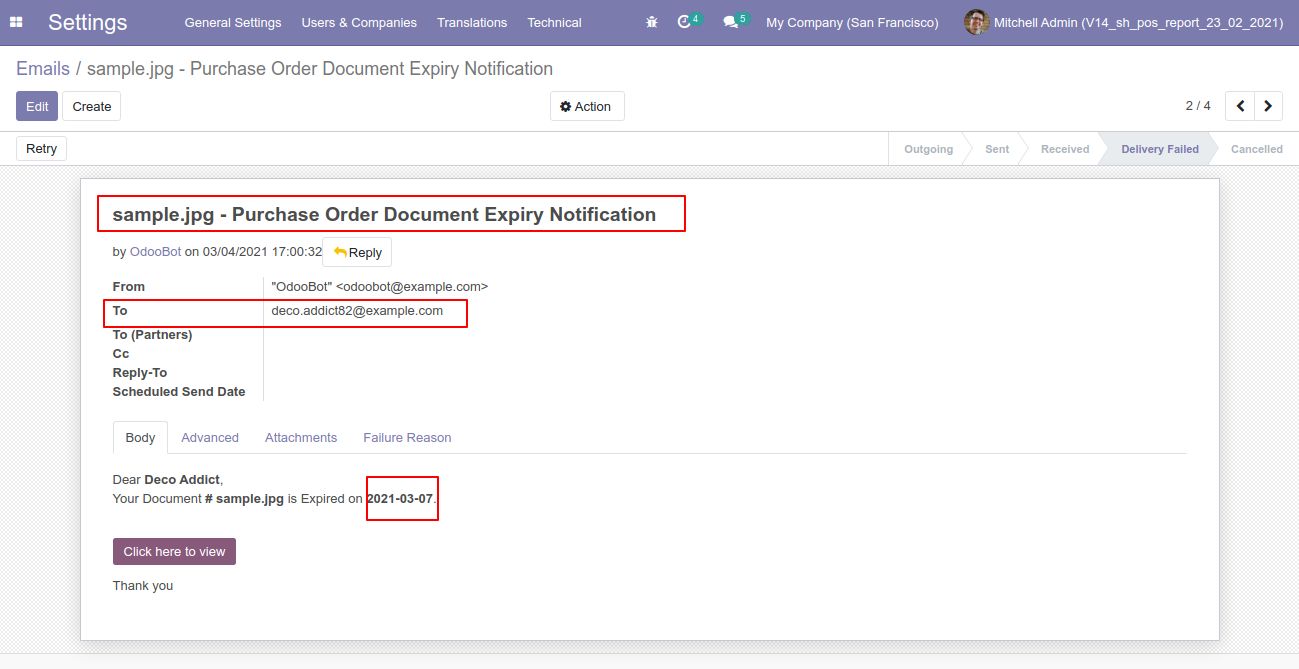 Settings General Settings Users & Companies Translations Technical 4 5 My Company (San Francisco) Mitchell Admin (V14_sh_pos_report_23_02_2021)
Emails / sample.jpg - Purchase Order Document Expiry Notification
Edit Create Action 2 / 4
Retry Outgoing Sent Received Delivery Failed Cancelled
sample.jpg - Purchase Order Document Expiry Notification
by OdooBot on 03/04/2021 17:00:32 Reply
From "OdooBot" <odoobot@example.com>
To deco.addict82@example.com
To (Partners)
Cc
Reply-To
Scheduled Send Date
Body Advanced Attachments Failure Reason
Dear Deco Addict,
Your Document # sample.jpg is Expired on 2021-03-07.
Click here to view
Thank you